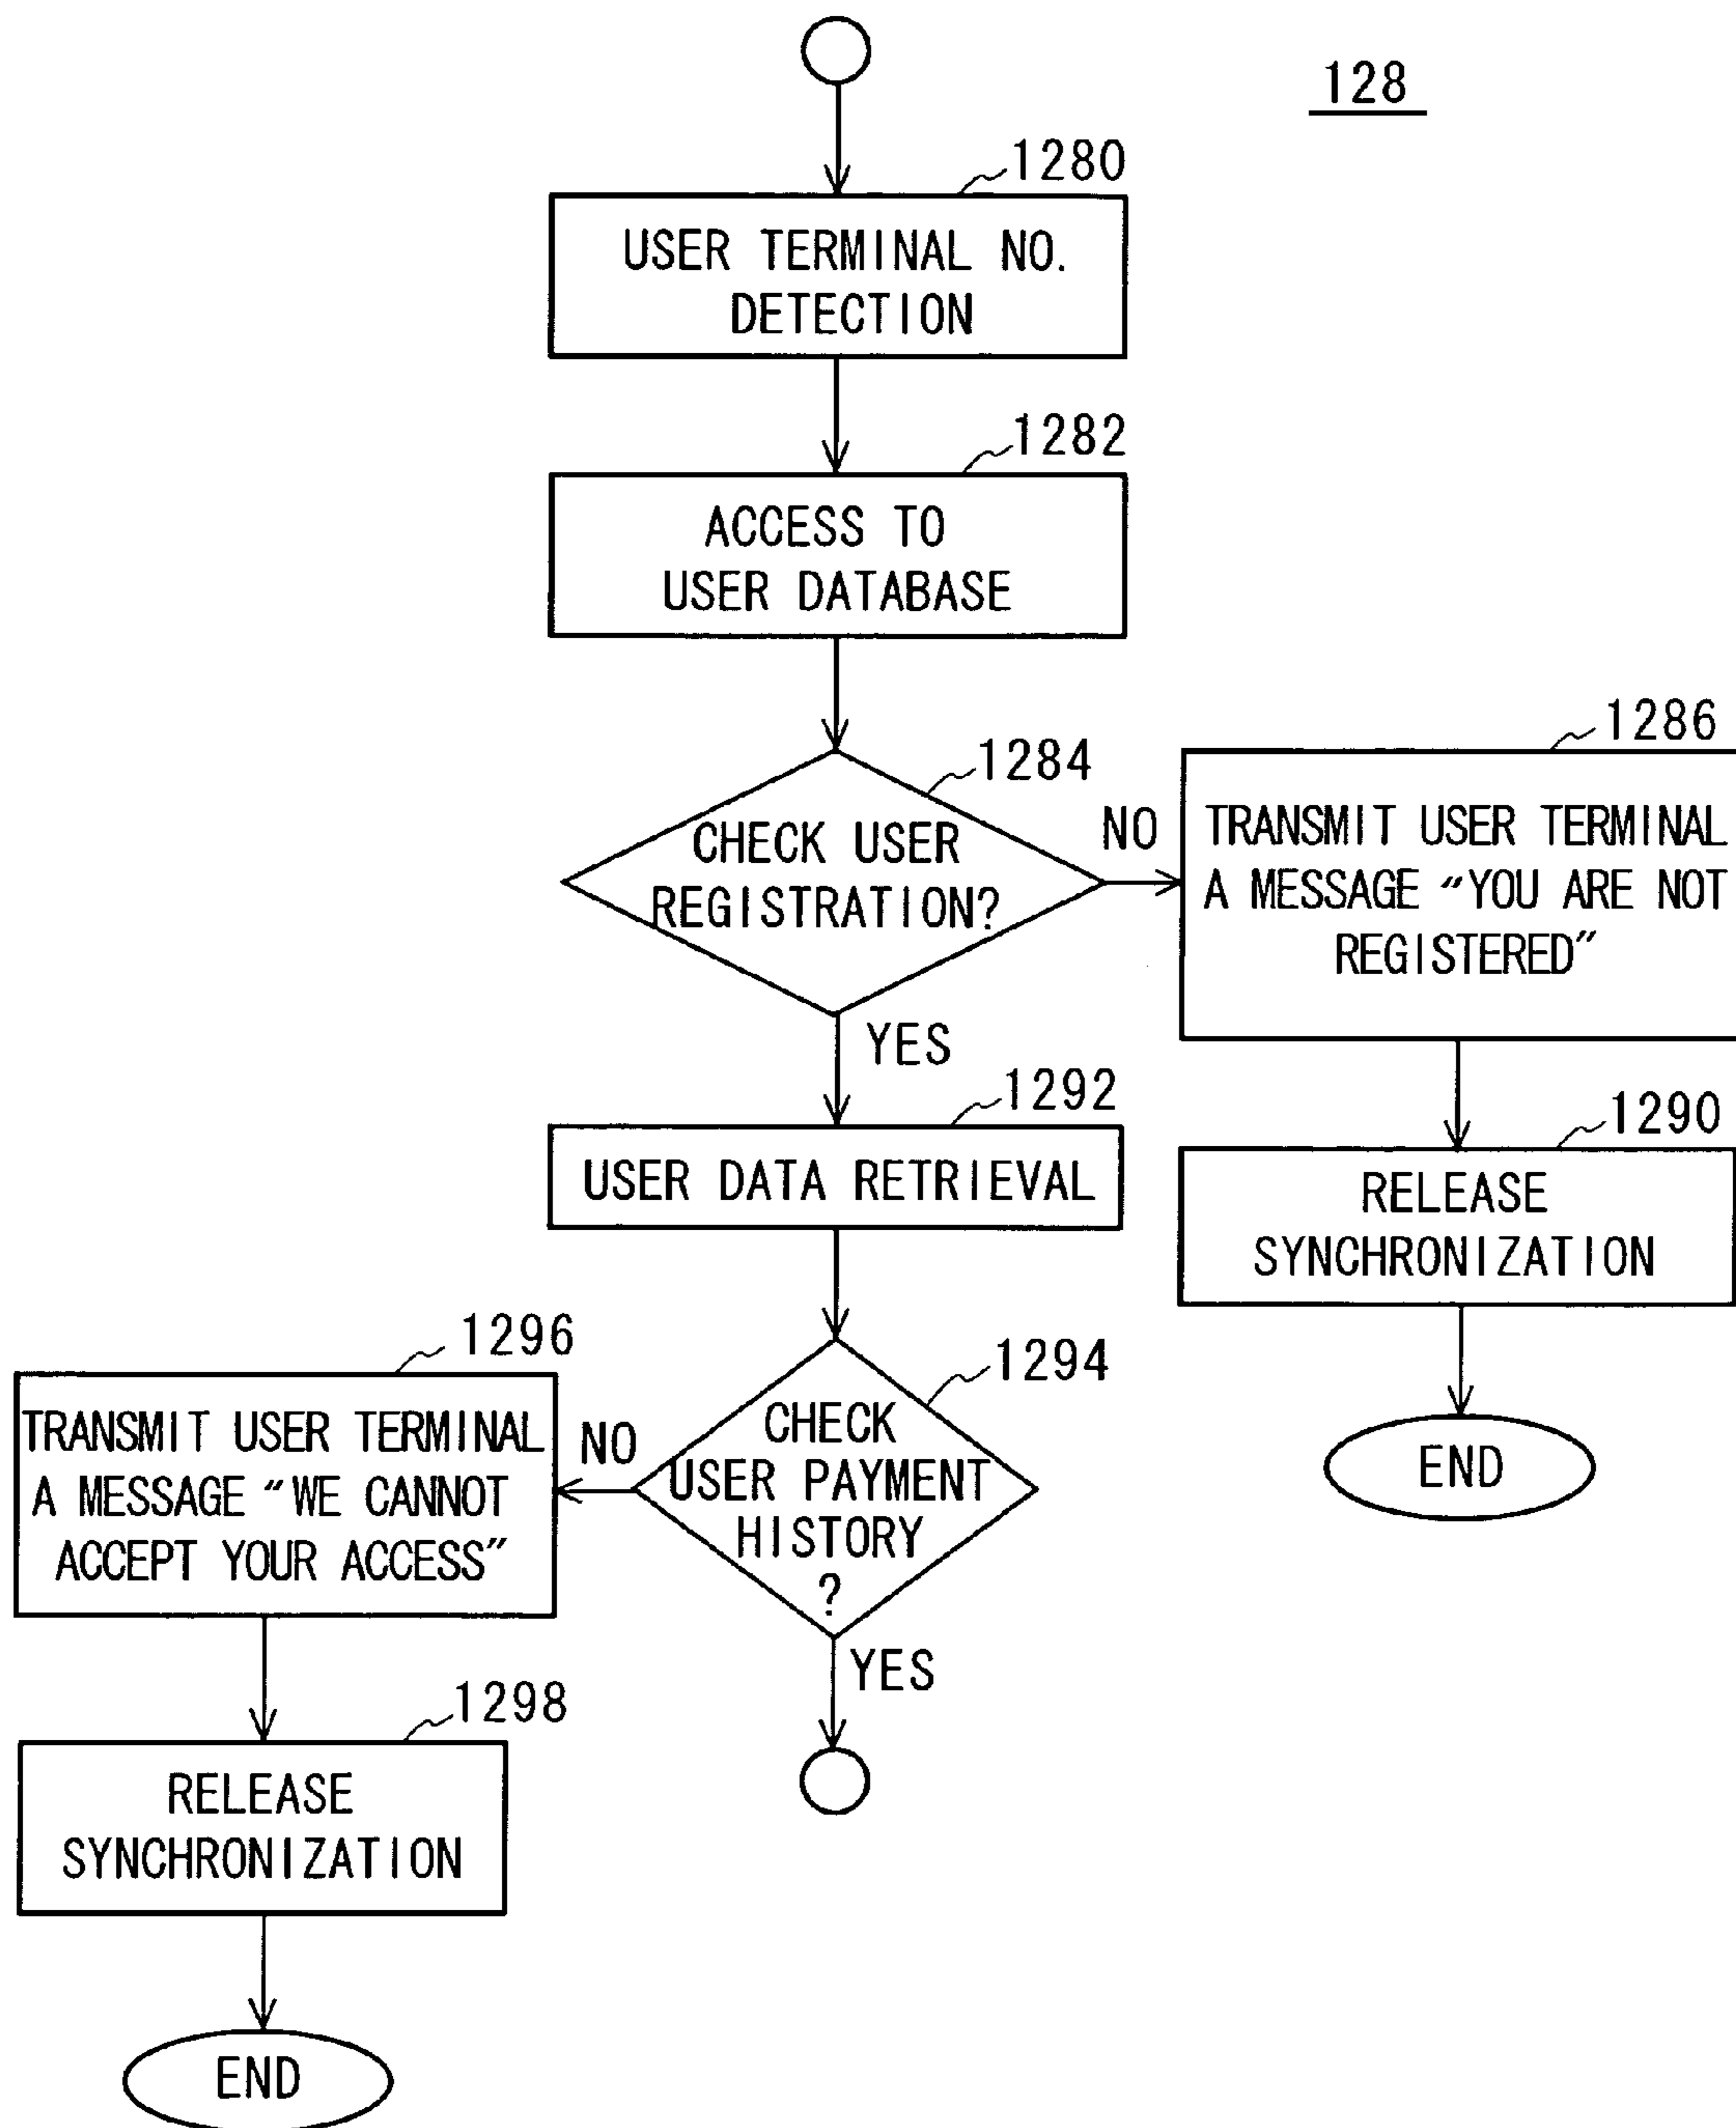 128
1280
USER TERMINAL NO.
DETECTION
1282
ACCESS TO
USER DATABASE
1284
CHECK USER
REGISTRATION?
NO
1286
TRANSMIT USER TERMINAL
A MESSAGE "YOU ARE NOT
REGISTERED"
YES
1290
RELEASE
SYNCHRONIZATION
END
1292
USER DATA RETRIEVAL
1294
CHECK
USER PAYMENT
HISTORY
?
NO
1296
TRANSMIT USER TERMINAL
A MESSAGE "WE CANNOT
ACCEPT YOUR ACCESS"
YES
1298
RELEASE
SYNCHRONIZATION
END